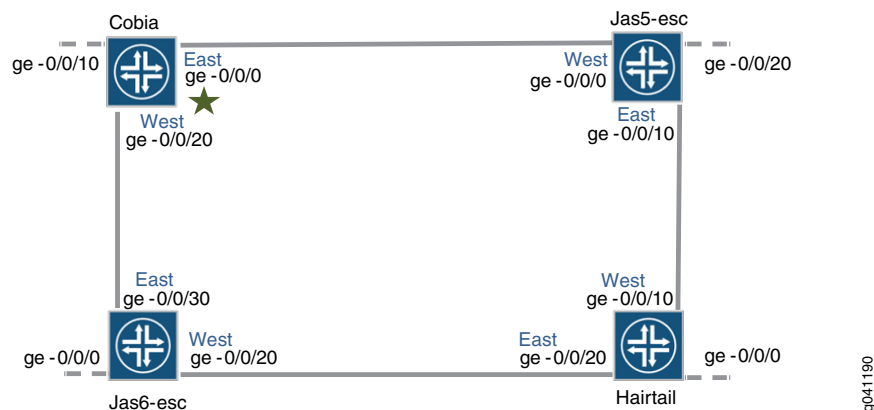 Cobia
Jas5-esc
ge -0/0/10
East
ge -0/0/0
West
ge -0/0/20
West
ge -0/0/0
ge -0/0/20
East
ge -0/0/10
East
ge -0/0/30
West
ge -0/0/10
ge -0/0/0
West
ge -0/0/20
East
ge -0/0/20
ge -0/0/0
Jas6-esc
Hairtail
g041190